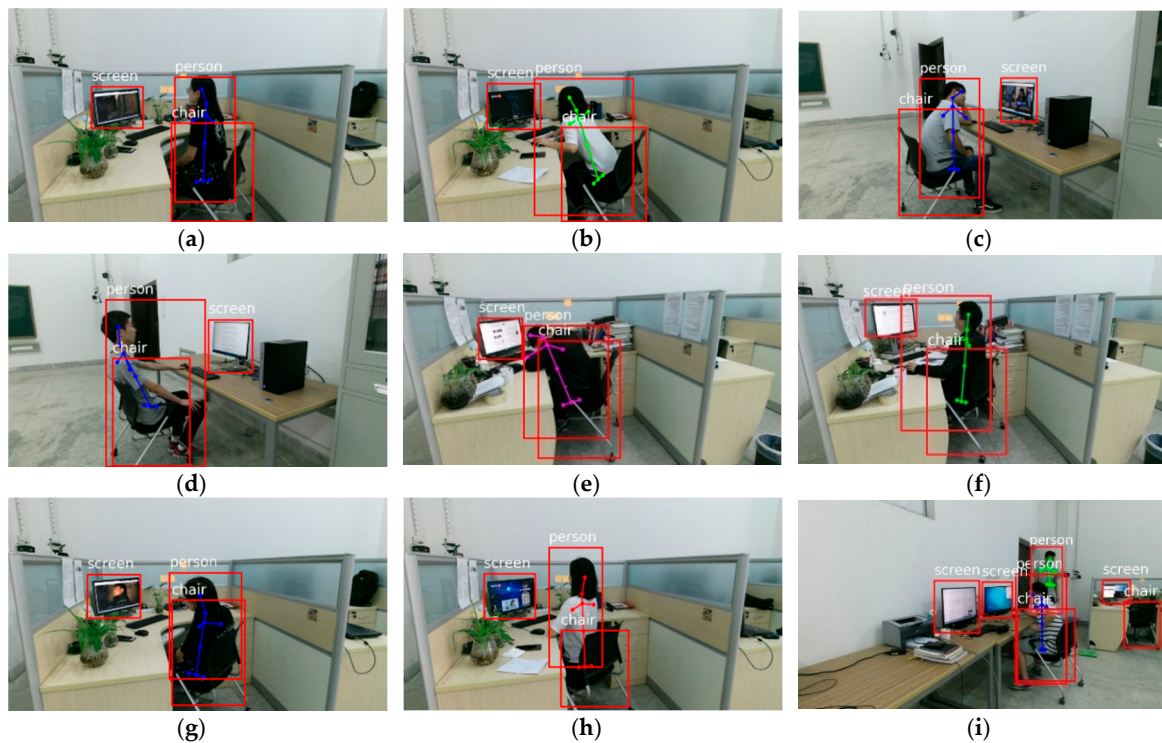 screen person
chair
(a)
screen person
chair
(b)
person screen
chair
(c)
person
screen
chair
(d)
screen
person
chair
(e)
screen person
chair
(f)
screen person
chair
(g)
person
screen
chair
(h)
person
person
screen screen screen
chair chair
(i)